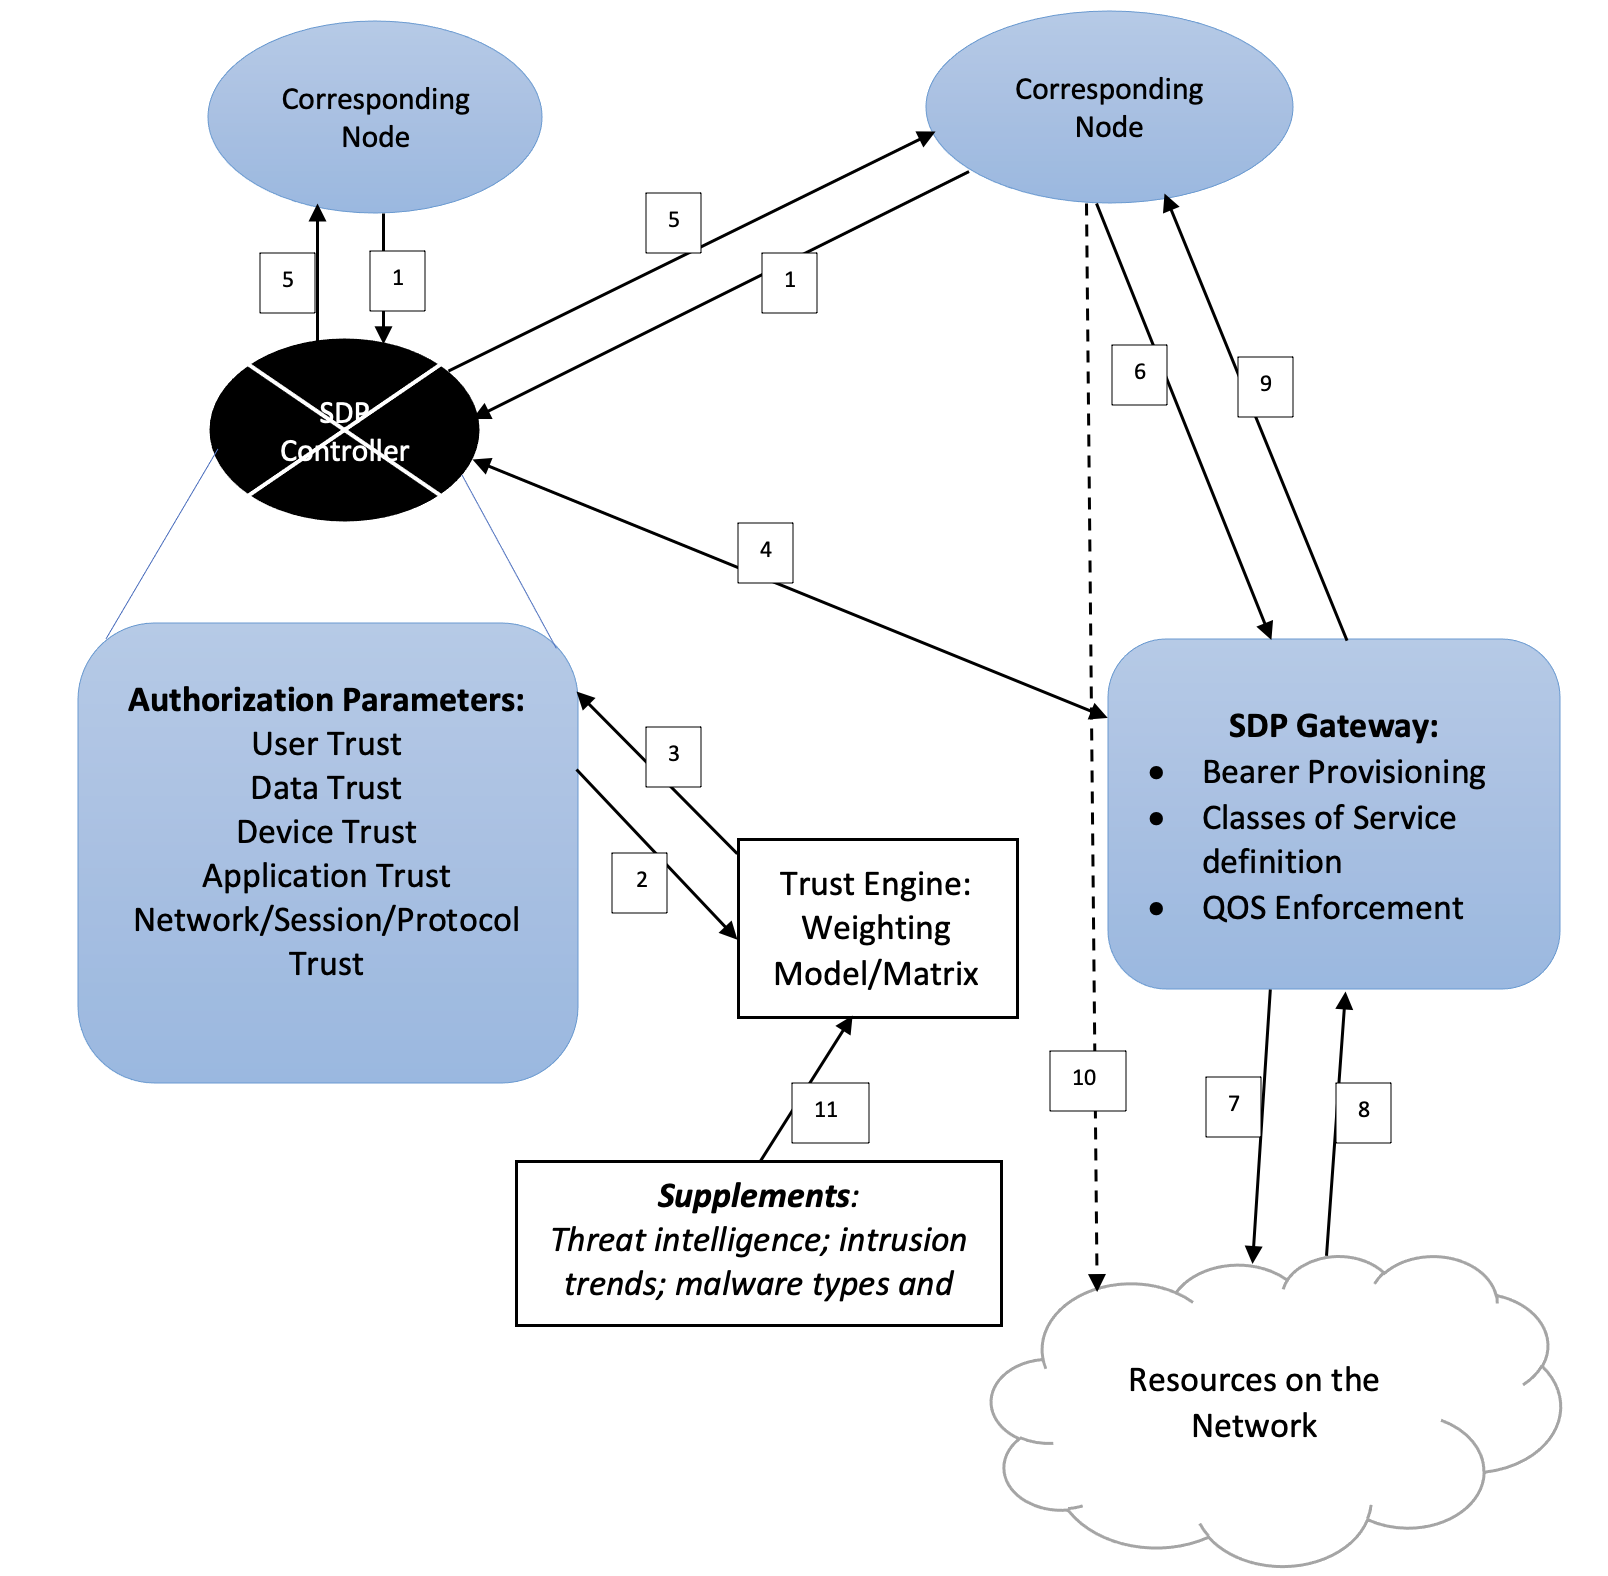 Corresponding
Node
Corresponding
Node
5
1
5
1
6
9
SDP
Controller
4
Authorization Parameters:
User Trust
Data Trust
Device Trust
Application Trust
Network/Session/Protocol
Trust
3
2
SDP Gateway:
● Bearer Provisioning
● Classes of Service
definition
● QOS Enforcement
Trust Engine:
Weighting
Model/Matrix
10
7
8
11
Supplements:
Threat intelligence; intrusion
trends; malware types and
Resources on the
Network